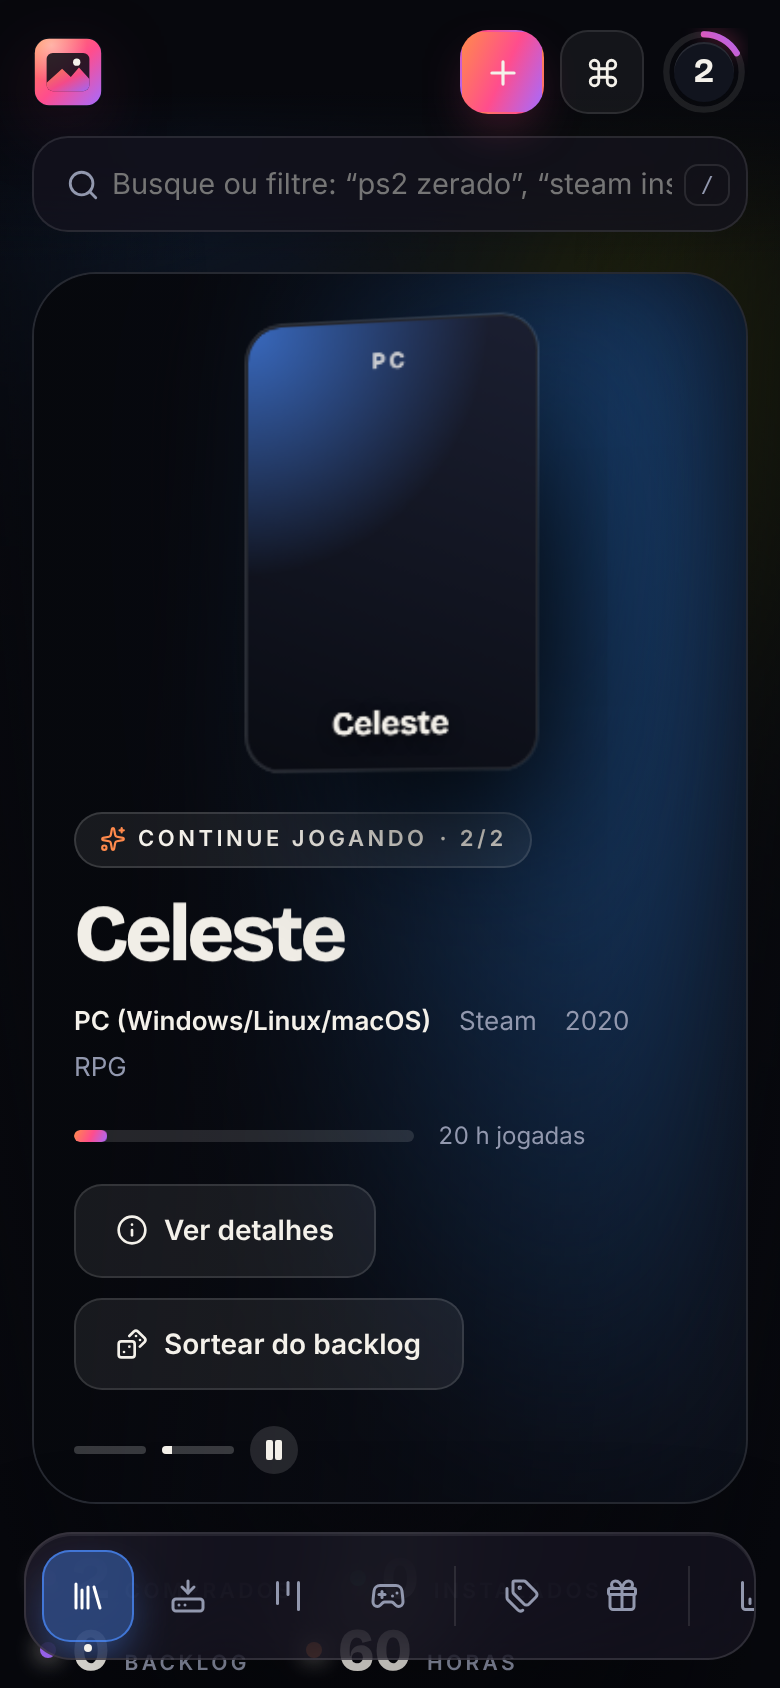 2
Busque ou filtre: “ps2 zerado”, “steam ins
/
PC
Celeste
CONTINUE JOGANDO · 2/2
Celeste
PC (Windows/Linux/macOS) Steam 2020
RPG
20 h jogadas
Ver detalhes
Sortear do backlog
0 BACKLOG 60 HORAS